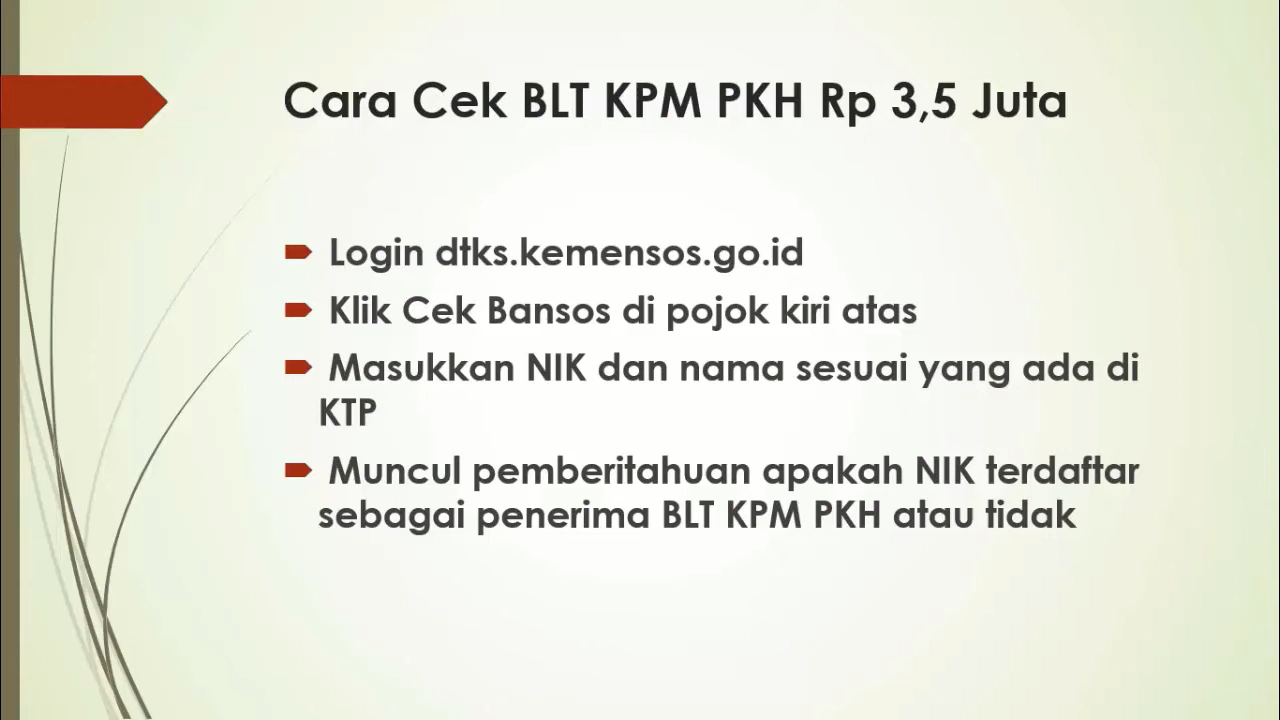 Cara Cek BLT KPM PKH Rp 3,5 Juta
Login dtks.kemensos.go.id
Klik Cek Bansos di pojok kiri atas
Masukkan NIK dan nama sesuai yang ada di
KTP
Muncul pemberitahuan apakah NIK terdaftar
sebagai penerima BLT KPM PKH atau tidak